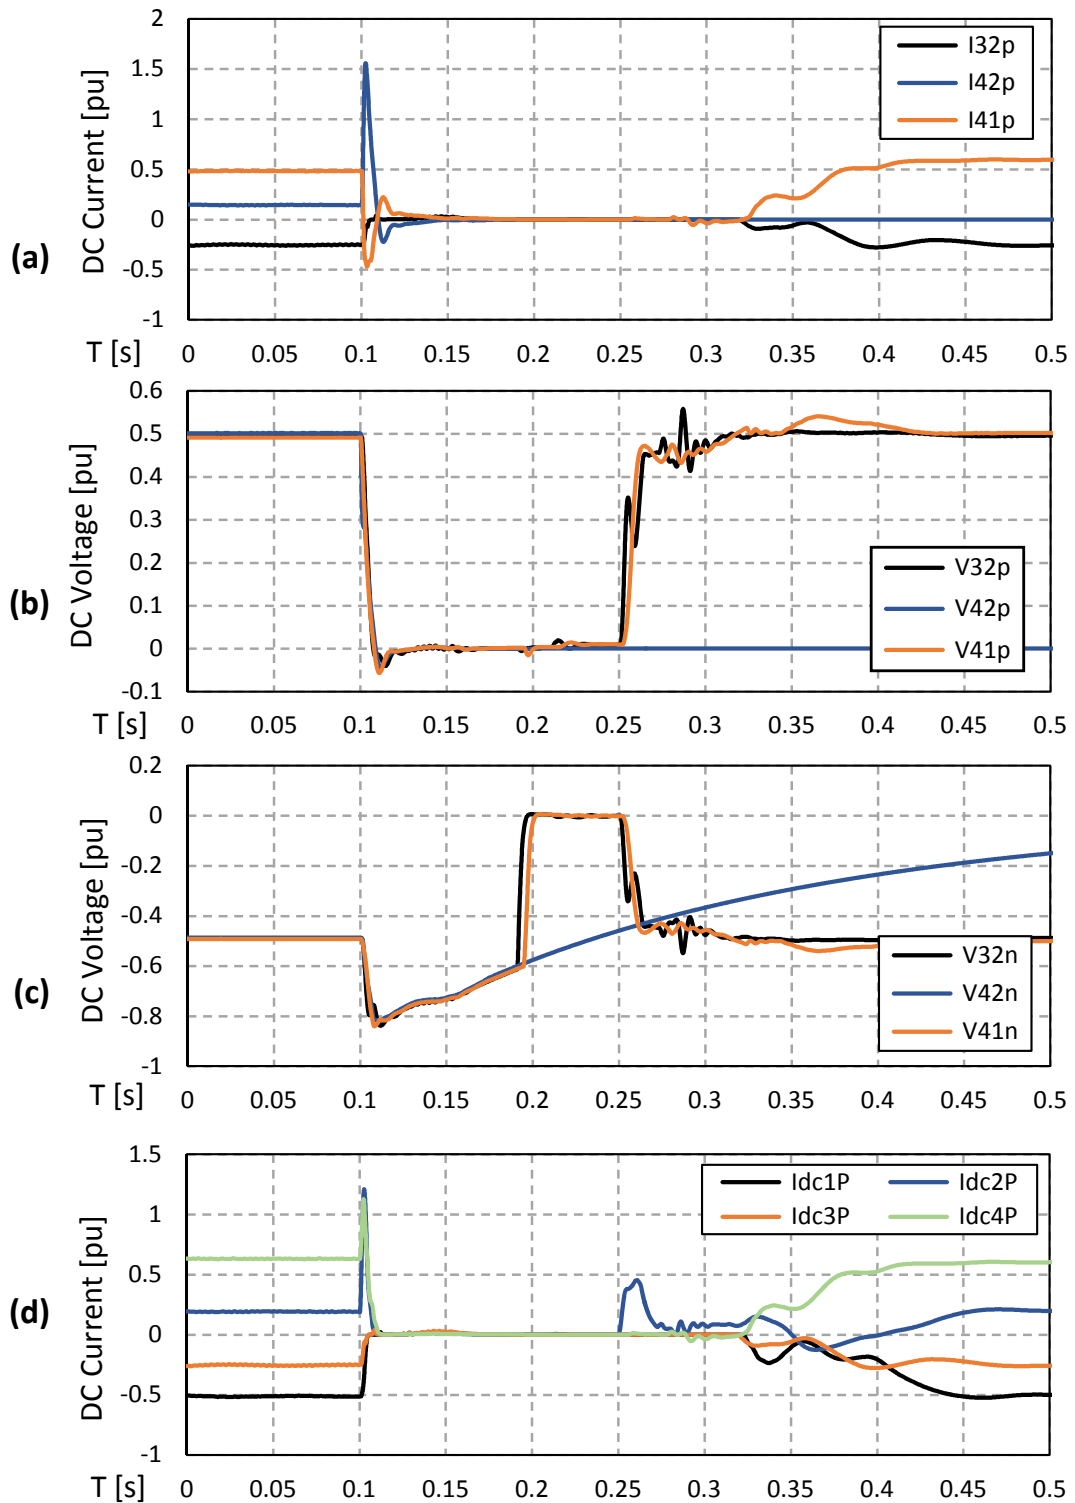 2
1.5
1
0.5
0
-0.5
-1
DC Current [pu]
(a)
I32p
I42p
I41p
T [s]
0 0.05 0.1 0.15 0.2 0.25 0.3 0.35 0.4 0.45 0.5
0.6
0.5
0.4
0.3
0.2
0.1
0
-0.1
DC Voltage [pu]
(b)
V32p
V42p
V41p
T [s]
0 0.05 0.1 0.15 0.2 0.25 0.3 0.35 0.4 0.45 0.5
0.2
0
-0.2
-0.4
-0.6
-0.8
-1
DC Voltage [pu]
(c)
V32n
V42n
V41n
T [s]
0 0.05 0.1 0.15 0.2 0.25 0.3 0.35 0.4 0.45 0.5
1.5
1
0.5
0
-0.5
-1
DC Current [pu]
(d)
Idc1P Idc2P
Idc3P Idc4P
T [s]
0 0.05 0.1 0.15 0.2 0.25 0.3 0.35 0.4 0.45 0.5